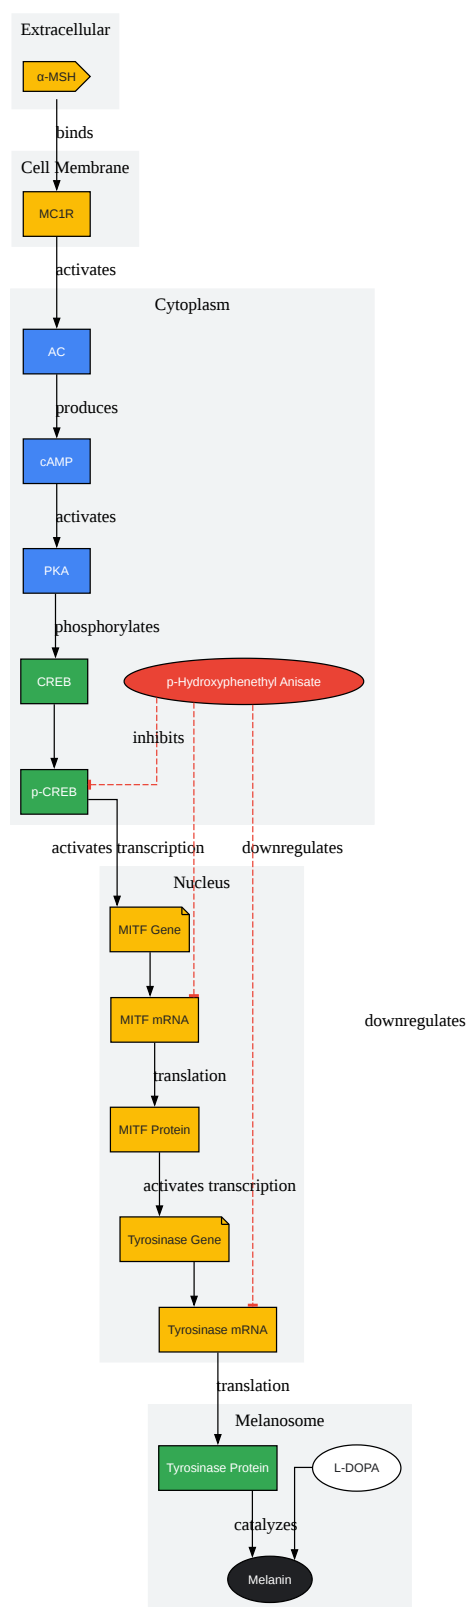 Extracellular
α-MSH
binds
Cell Membrane
MC1R
activates
Cytoplasm
AC
produces
cAMP
activates
PKA
phosphorylates
CREB
p-Hydroxyphenethyl Anisate
inhibits
p-CREB
activates transcription
downregulates
Nucleus
MITF Gene
MITF mRNA
downregulates
translation
MITF Protein
activates transcription
Tyrosinase Gene
Tyrosinase mRNA
translation
Melanosome
Tyrosinase Protein
L-DOPA
catalyzes
Melanin